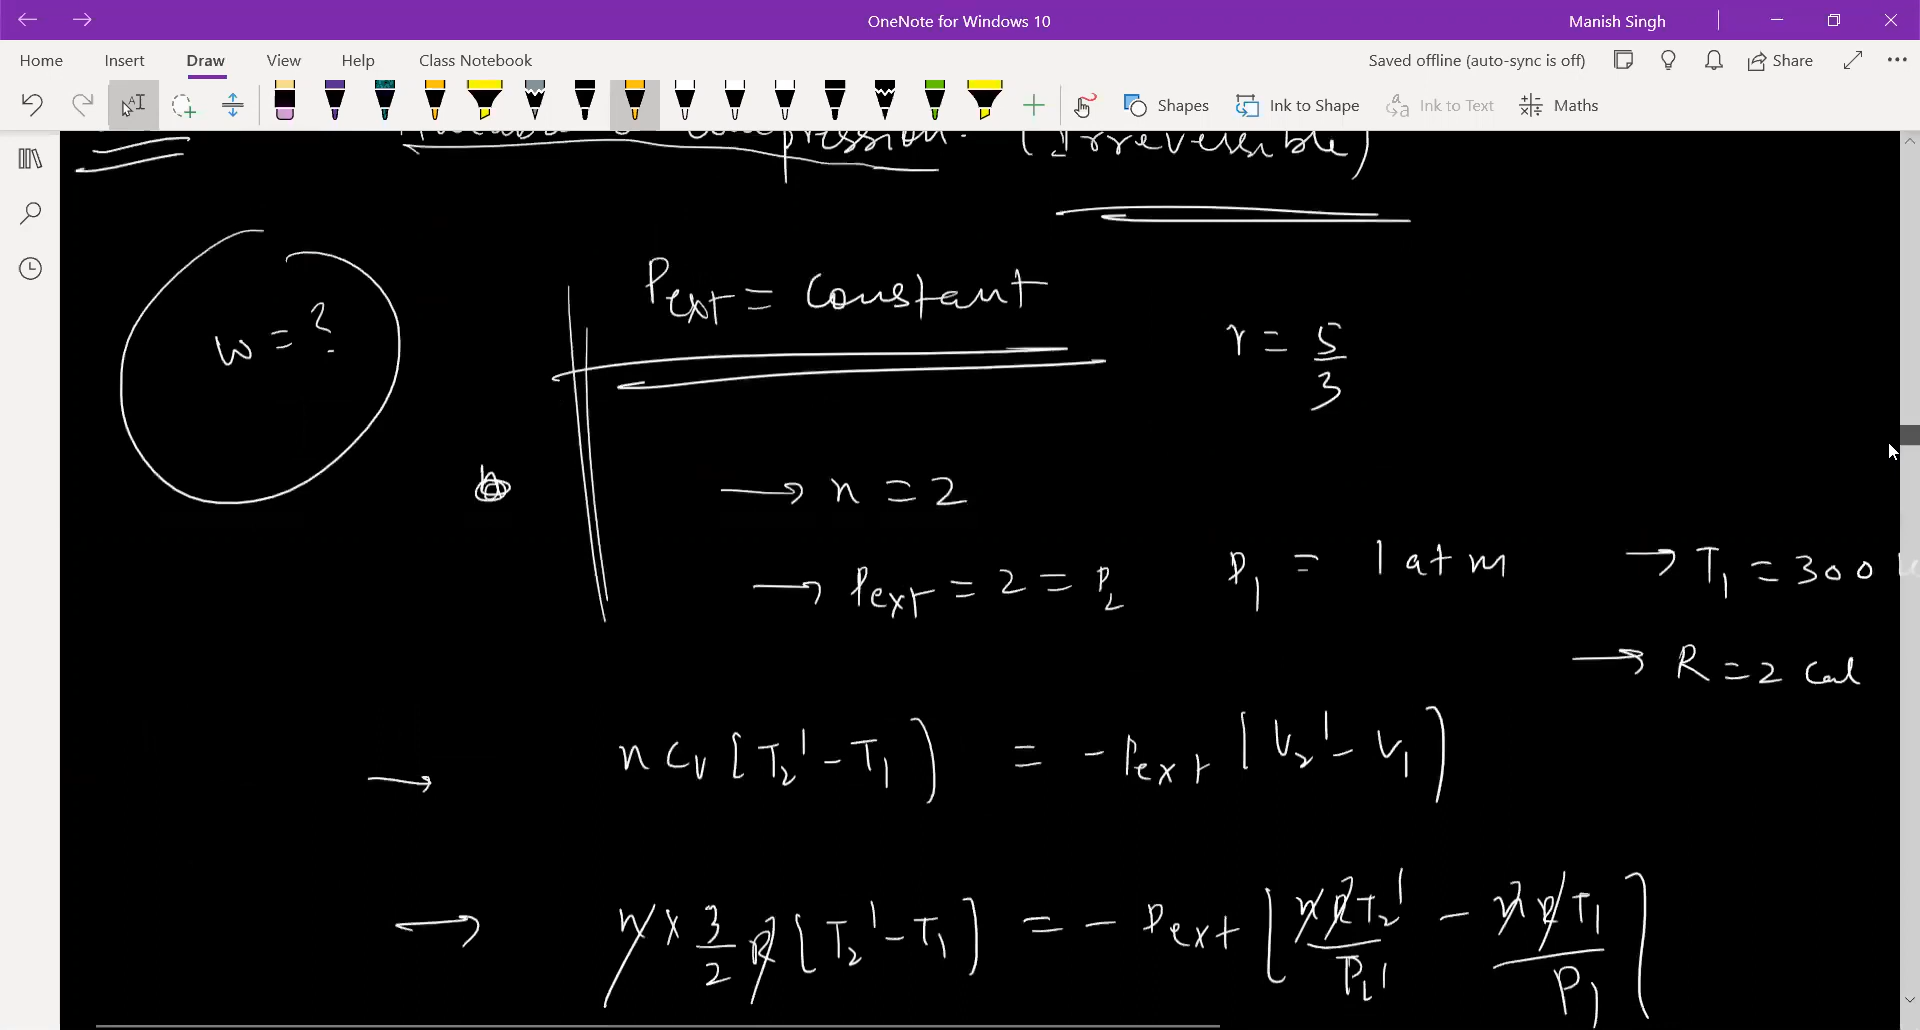 OneNote for Windows 10
Manish Singh
Home Insert Draw View Help Class Notebook
Saved offline (auto-sync is off) Share
Shapes Ink to Shape Ink to Text Maths
(Irreversible)
w = ?
Pext = Constant
γ = 5/3
→ n = 2
→ Pext = 2 = P2
P1 = 1 atm
→ T1 = 300
→ R = 2 Cal
→ n Cv [T2' - T1] = - Pext [V2' - V1]
→ n x 3/2 R [T2' - T1] = - Pext [nRT2'/P2' - nRT1/P1]